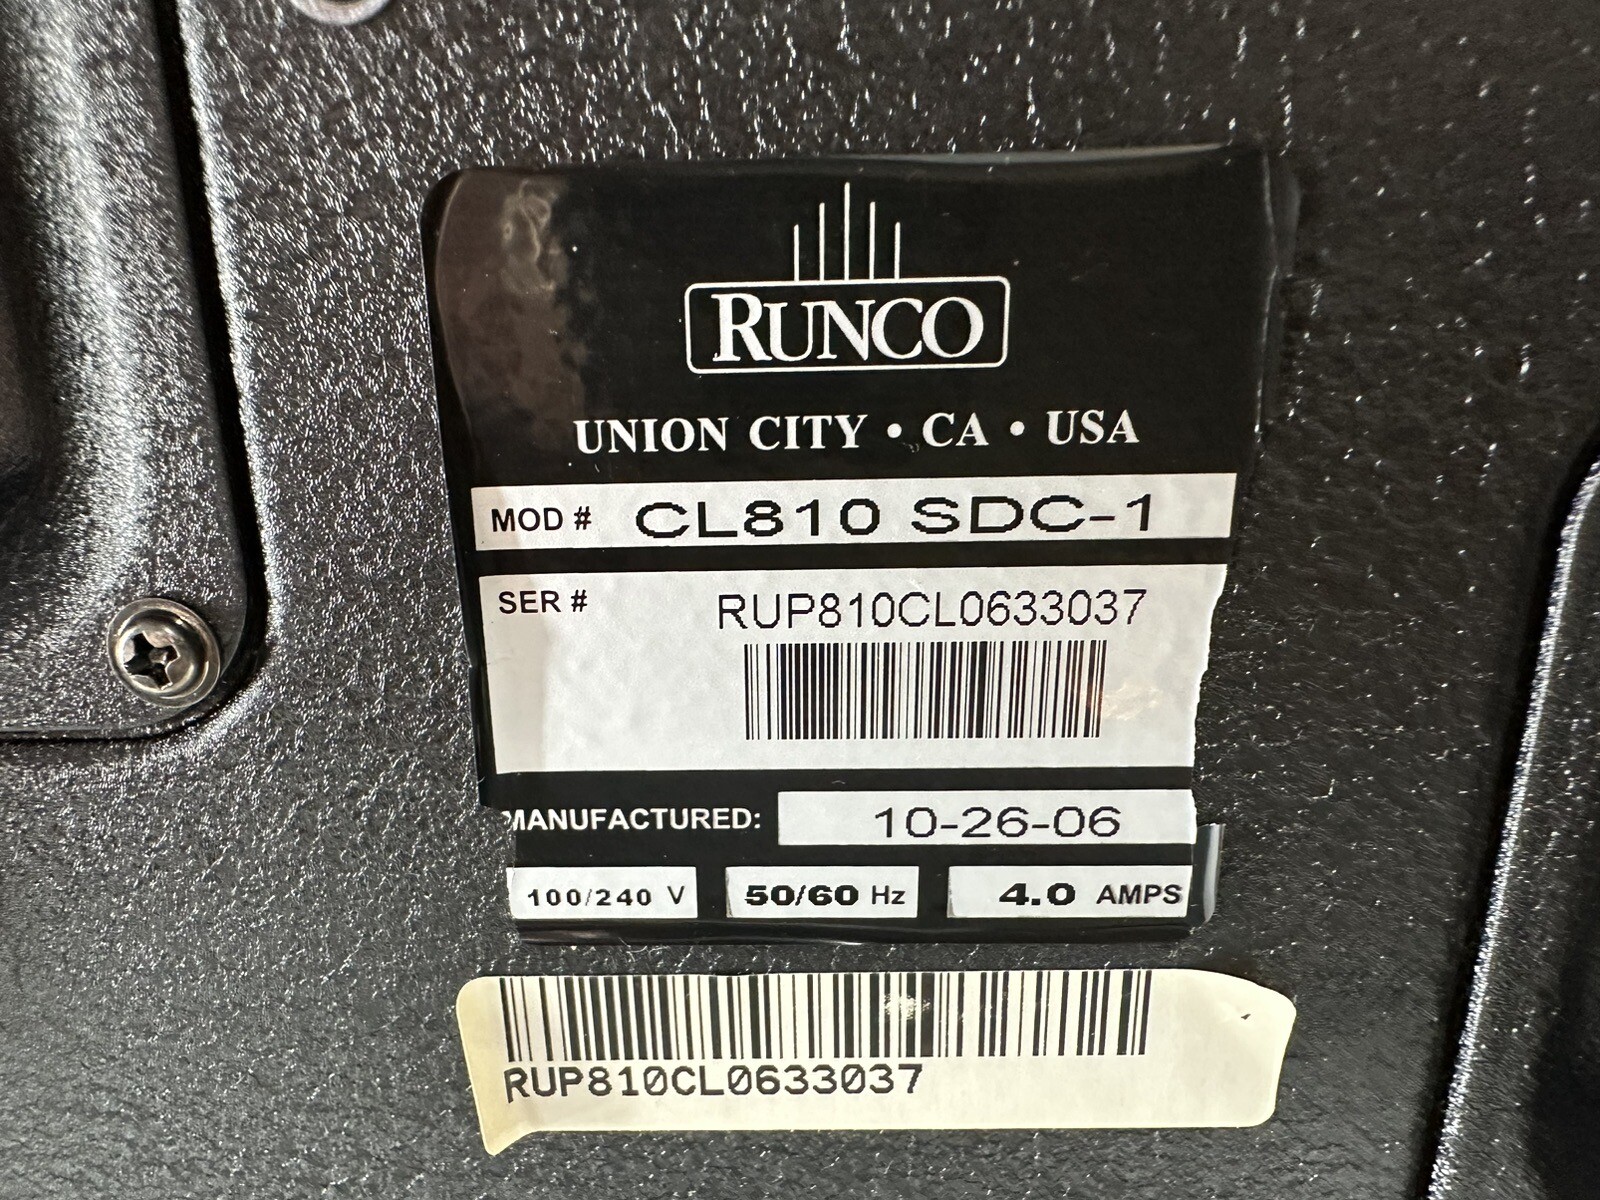 RUNCO
UNION CITY • CA • USA
MOD # CL810 SDC-1
SER # RUP810CL0633037
MANUFACTURED: 10-26-06
100/240 V 50/60 Hz 4.0 AMPS
RUP810CL0633037